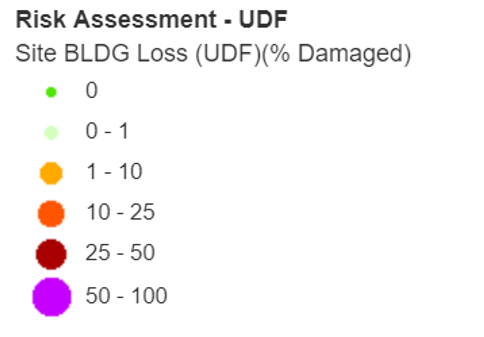 Risk Assessment - UDF
Site BLDG Loss (UDF)(% Damaged)
0
0 - 1
1 - 10
10 - 25
25 - 50
50 - 100